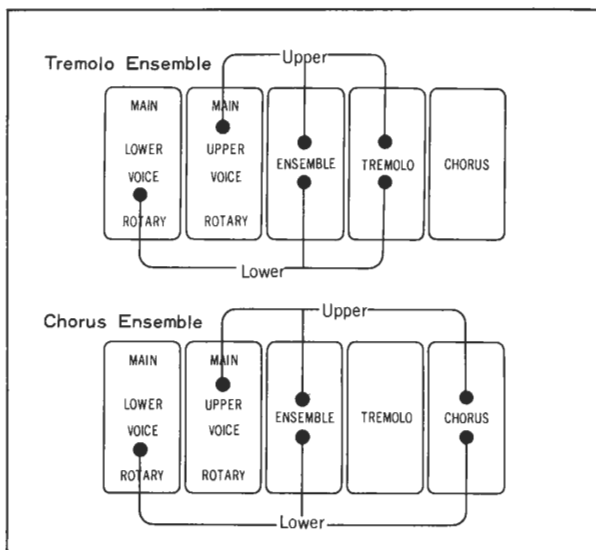 Tremolo Ensemble
Upper
MAIN
LOWER
VOICE
ROTARY
MAIN
UPPER
VOICE
ROTARY
ENSEMBLE
TREMOLO
CHORUS
Lower
Chorus Ensemble
Upper
MAIN
LOWER
VOICE
ROTARY
MAIN
UPPER
VOICE
ROTARY
ENSEMBLE
TREMOLO
CHORUS
Lower